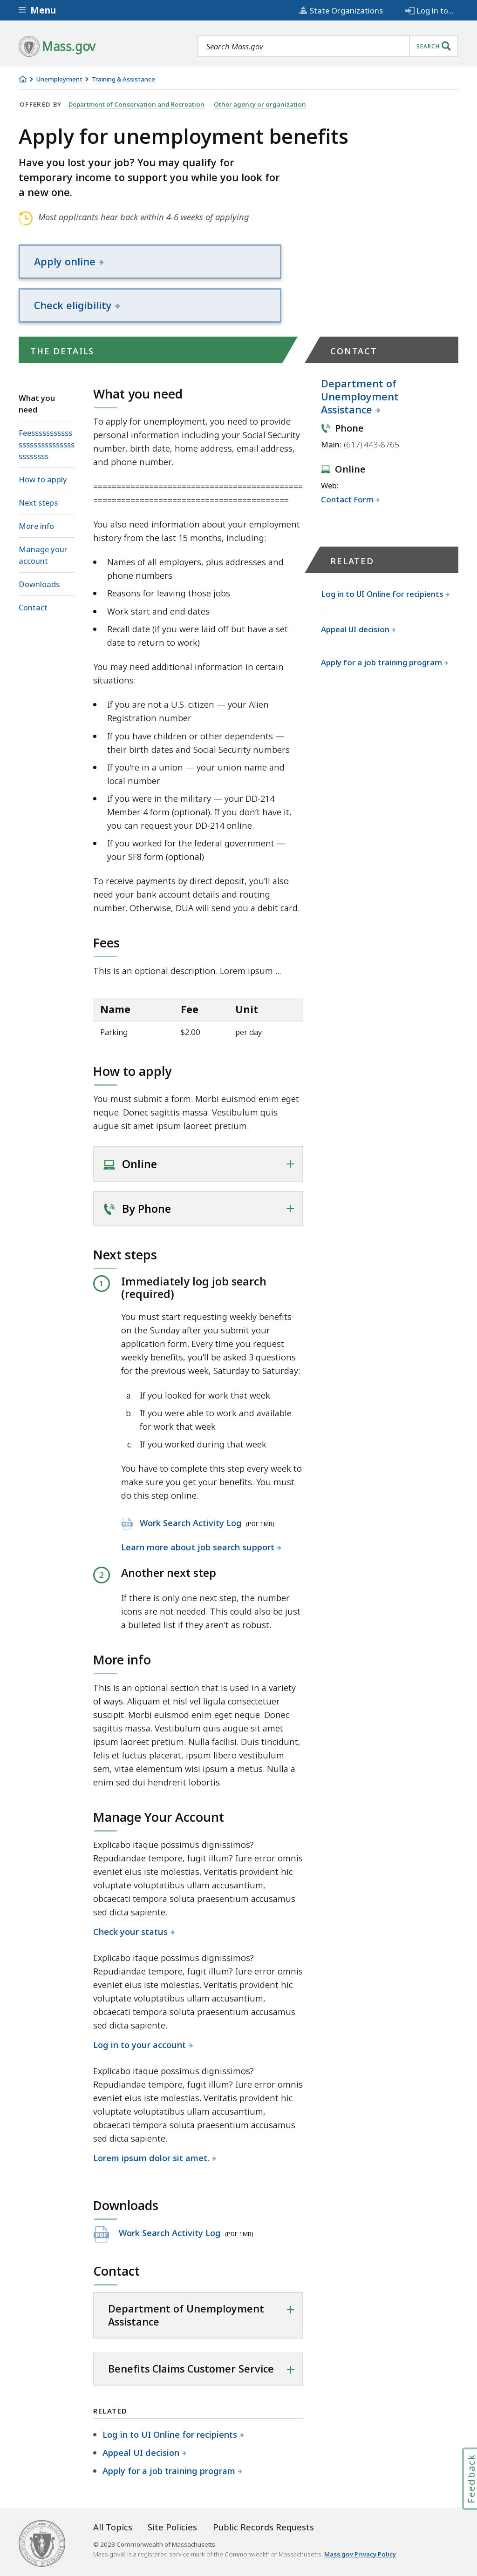 Menu
State Organizations
Log in to...
Mass.gov
Search Mass.gov
SEARCH
Unemployment
Training & Assistance
OFFERED BY Department of Conservation and Recreation Other agency or organization
Apply for unemployment benefits
Have you lost your job? You may qualify for
temporary income to support you while you look for
a new one.
Most applicants hear back within 4-6 weeks of applying
Apply online
Check eligibility
THE DETAILS
What you
need
Feesssssssssss
sssssssssssssss
sssssssss
How to apply
Next steps
More info
Manage your
account
Downloads
Contact
What you need
To apply for unemployment, you need to provide
personal information including your Social Security
number, birth date, home address, email address,
and phone number.
=============================================
==========================================
You also need information about your employment
history from the last 15 months, including:
• Names of all employers, plus addresses and
phone numbers
• Reasons for leaving those jobs
• Work start and end dates
• Recall date (if you were laid off but have a set
date to return to work)
You may need additional information in certain
situations:
• If you are not a U.S. citizen — your Alien
Registration number
• If you have children or other dependents —
their birth dates and Social Security numbers
• If you’re in a union — your union name and
local number
• If you were in the military — your DD-214
Member 4 form (optional). If you don’t have it,
you can request your DD-214 online.
• If you worked for the federal government —
your SF8 form (optional)
To receive payments by direct deposit, you’ll also
need your bank account details and routing
number. Otherwise, DUA will send you a debit card.
Fees
This is an optional description. Lorem ipsum ...
Name Fee Unit
Parking $2.00 per day
How to apply
You must submit a form. Morbi euismod enim eget
neque. Donec sagittis massa. Vestibulum quis
augue sit amet ipsum laoreet pretium.
Online
By Phone
Next steps
1 Immediately log job search
(required)
You must start requesting weekly benefits
on the Sunday after you submit your
application form. Every time you request
weekly benefits, you’ll be asked 3 questions
for the previous week, Saturday to Saturday:
a. If you looked for work that week
b. If you were able to work and available
for work that week
c. If you worked during that week
You have to complete this step every week to
make sure you get your benefits. You must
do this step online.
PDF Work Search Activity Log (PDF 1MB)
Learn more about job search support
2 Another next step
If there is only one next step, the number
icons are not needed. This could also be just
a bulleted list if they aren’t as robust.
More info
This is an optional section that is used in a variety
of ways. Aliquam et nisl vel ligula consectetuer
suscipit. Morbi euismod enim eget neque. Donec
sagittis massa. Vestibulum quis augue sit amet
ipsum laoreet pretium. Nulla facilisi. Duis tincidunt,
felis et luctus placerat, ipsum libero vestibulum
sem, vitae elementum wisi ipsum a metus. Nulla a
enim sed dui hendrerit lobortis.
Manage Your Account
Explicabo itaque possimus dignissimos?
Repudiandae tempore, fugit illum? Iure error omnis
eveniet eius iste molestias. Veritatis provident hic
voluptate possimus voluptatibus ullam accusantium,
obcaecati tempora soluta praesentium accusamus
sed dicta sapiente.
Check your status
Explicabo itaque possimus dignissimos?
Repudiandae tempore, fugit illum? Iure error omnis
eveniet eius iste molestias. Veritatis provident hic
voluptate possimus voluptatibus ullam accusantium,
obcaecati tempora soluta praesentium accusamus
sed dicta sapiente.
Log in to your account
Explicabo itaque possimus dignissimos?
Repudiandae tempore, fugit illum? Iure error omnis
eveniet eius iste molestias. Veritatis provident hic
voluptate possimus voluptatibus ullam accusantium,
obcaecati tempora soluta praesentium accusamus
sed dicta sapiente.
Lorem ipsum dolor sit amet.
Downloads
PDF Work Search Activity Log (PDF 1MB)
Contact
Department of Unemployment
Assistance
Benefits Claims Customer Service
RELATED
• Log in to UI Online for recipients
• Appeal UI decision
• Apply for a job training program
CONTACT
Department of
Unemployment
Assistance
Phone
Main: (617) 443-8765
Online
Web:
Contact Form
RELATED
Log in to UI Online for recipients
Appeal UI decision
Apply for a job training program
Feedback
All Topics Site Policies Public Records Requests
© 2023 Commonwealth of Massachusetts.
Mass.gov® is a registered service mark of the Commonwealth of Massachusetts. Mass.gov Privacy Policy